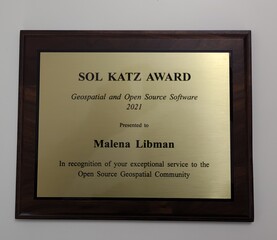 SOL KATZ AWARD
Geospatial and Open Source Software
2021
Presented to
Malena Libman
In recognition of your exceptional service to the
Open Source Geospatial Community